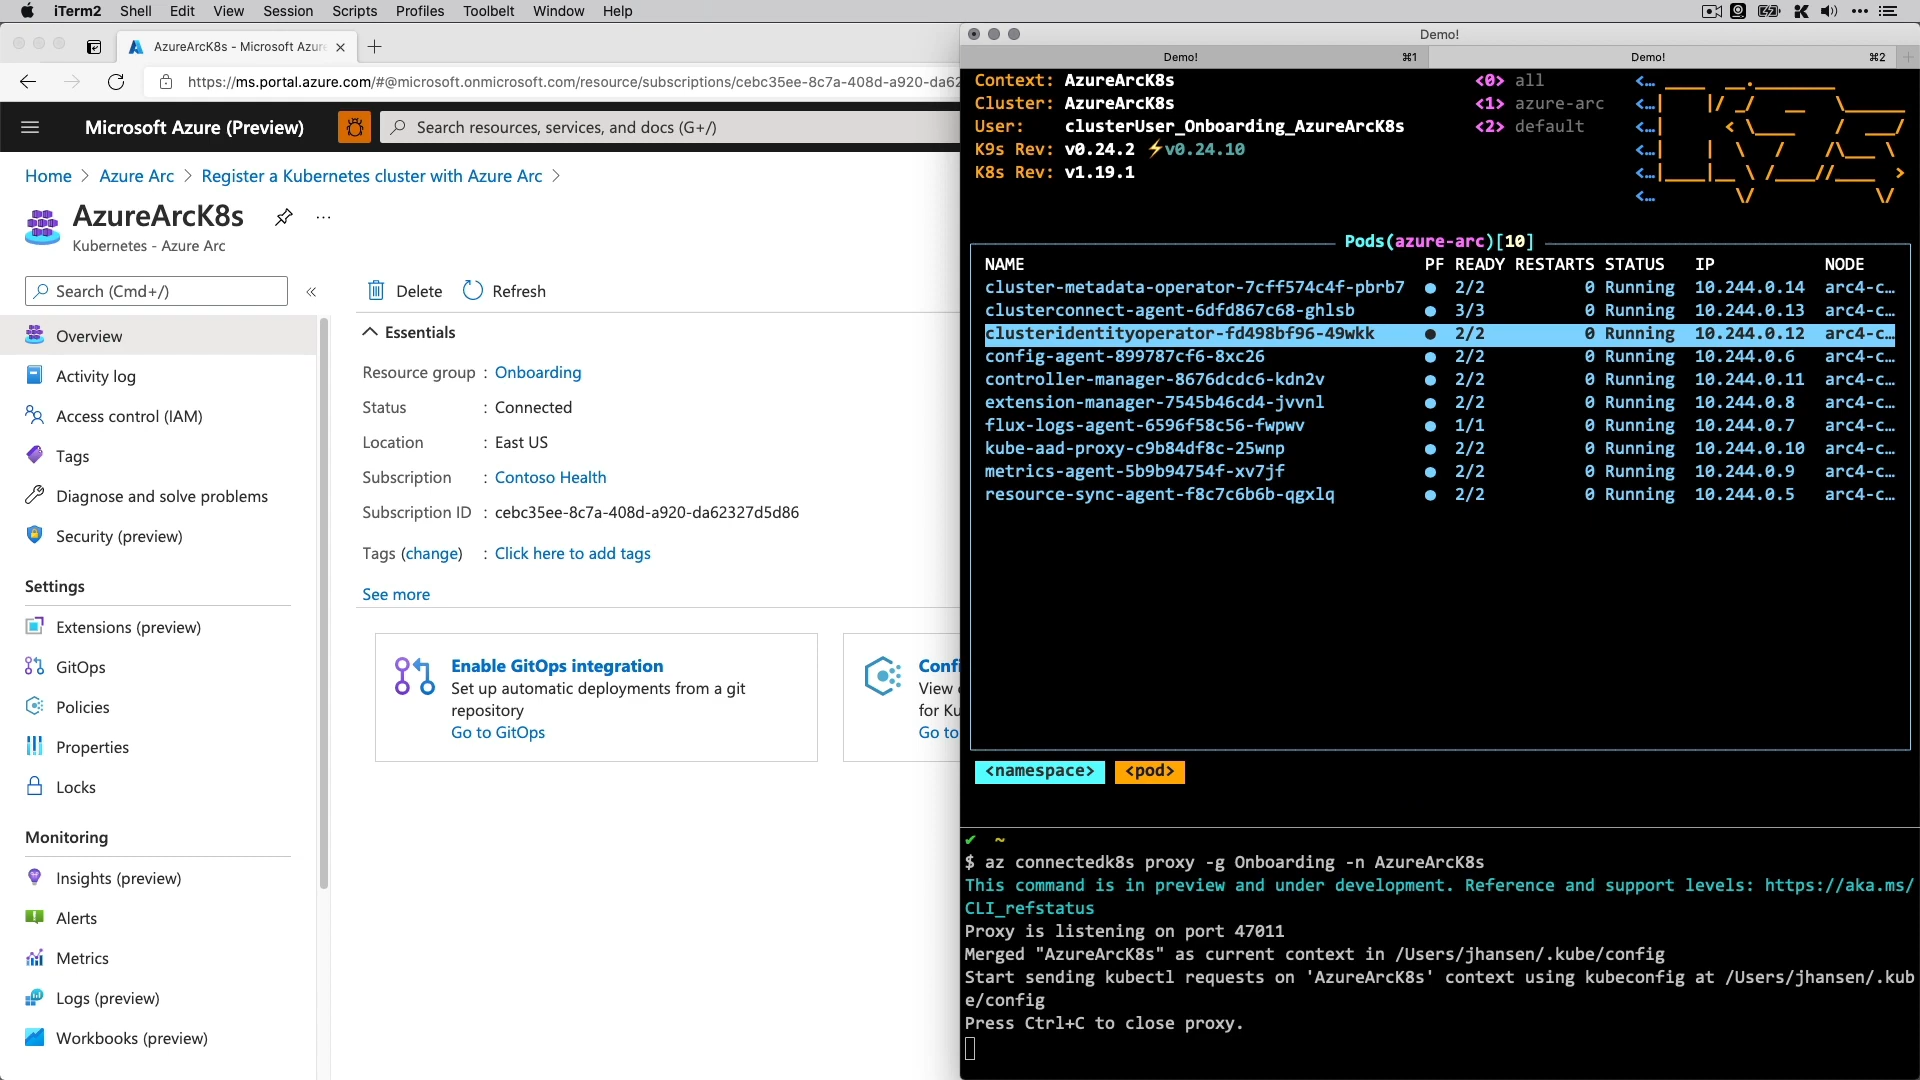 iTerm2 Shell Edit View Session Scripts Profiles Toolbelt Window Help
AzureArcK8s - Microsoft Azure
https://ms.portal.azure.com/#@microsoft.onmicrosoft.com/resource/subscriptions/cebc35ee-8c7a-408d-a920-da62
Microsoft Azure (Preview)
Search resources, services, and docs (G+/)
Home > Azure Arc > Register a Kubernetes cluster with Azure Arc >
AzureArcK8s
Kubernetes - Azure Arc
Search (Cmd+/)
«
Overview
Activity log
Access control (IAM)
Tags
Diagnose and solve problems
Security (preview)
Settings
Extensions (preview)
GitOps
Policies
Properties
Locks
Monitoring
Insights (preview)
Alerts
Metrics
Logs (preview)
Workbooks (preview)
Delete Refresh
Essentials
Resource group : Onboarding
Status : Connected
Location : East US
Subscription : Contoso Health
Subscription ID : cebc35ee-8c7a-408d-a920-da62327d5d86
Tags (change) : Click here to add tags
See more
Enable GitOps integration
Set up automatic deployments from a git
repository
Go to GitOps
Confi
View
for Ku
Go to
Demo!
Demo! ⌘1 Demo! ⌘2
Context: AzureArcK8s <0> all <…
Cluster: AzureArcK8s <1> azure-arc <…
User: clusterUser_Onboarding_AzureArcK8s <2> default <…
K9s Rev: v0.24.2 ⚡v0.24.10 <…
K8s Rev: v1.19.1 <…
<…
Pods(azure-arc)[10]
NAME PF READY RESTARTS STATUS IP NODE
cluster-metadata-operator-7cff574c4f-pbrb7 ● 2/2 0 Running 10.244.0.14 arc4-c…
clusterconnect-agent-6dfd867c68-ghlsb ● 3/3 0 Running 10.244.0.13 arc4-c…
clusteridentityoperator-fd498bf96-49wkk ● 2/2 0 Running 10.244.0.12 arc4-c…
config-agent-899787cf6-8xc26 ● 2/2 0 Running 10.244.0.6 arc4-c…
controller-manager-8676dcdc6-kdn2v ● 2/2 0 Running 10.244.0.11 arc4-c…
extension-manager-7545b46cd4-jvvnl ● 2/2 0 Running 10.244.0.8 arc4-c…
flux-logs-agent-6596f58c56-fwpwv ● 1/1 0 Running 10.244.0.7 arc4-c…
kube-aad-proxy-c9b84df8c-25wnp ● 2/2 0 Running 10.244.0.10 arc4-c…
metrics-agent-5b9b94754f-xv7jf ● 2/2 0 Running 10.244.0.9 arc4-c…
resource-sync-agent-f8c7c6b6b-qgxlq ● 2/2 0 Running 10.244.0.5 arc4-c…
<namespace> <pod>
✔ ~
$ az connectedk8s proxy -g Onboarding -n AzureArcK8s
This command is in preview and under development. Reference and support levels: https://aka.ms/
CLI_refstatus
Proxy is listening on port 47011
Merged "AzureArcK8s" as current context in /Users/jhansen/.kube/config
Start sending kubectl requests on 'AzureArcK8s' context using kubeconfig at /Users/jhansen/.kub
e/config
Press Ctrl+C to close proxy.